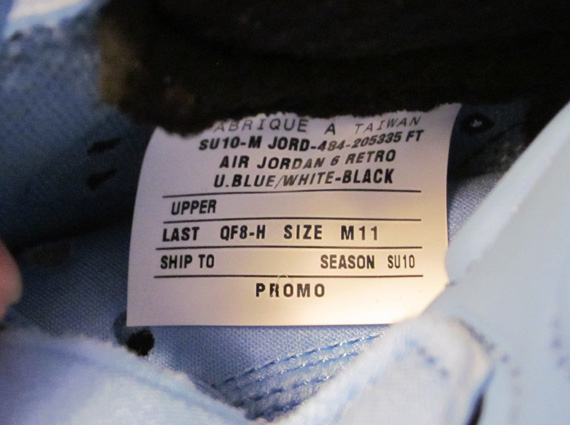 FABRIQUE A TAIWAN
SU10-M JORD-484-205335 FT
AIR JORDAN 6 RETRO
U.BLUE/WHITE-BLACK
UPPER
LAST QF8-H SIZE M11
SHIP TO SEASON SU10
PROMO